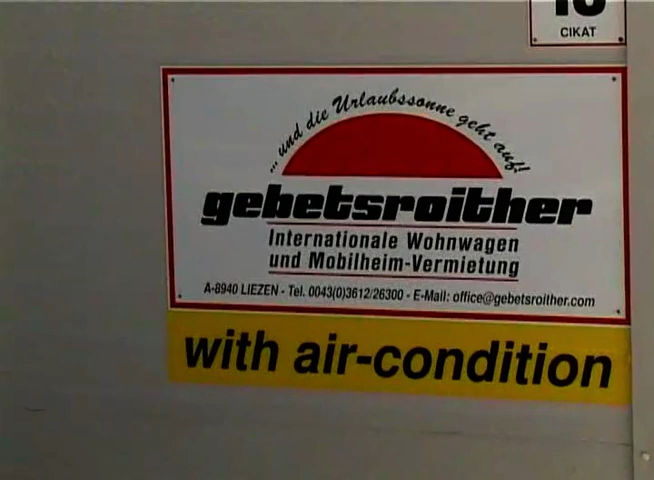 CIKAT
... und die Urlaubssonne geht auf!
gebetsroither
Internationale Wohnwagen
und Mobilheim-Vermietung
A-8940 LIEZEN - Tel. 0043(0)3612/26300 - E-Mail: office@gebetsroither.com
with air-condition